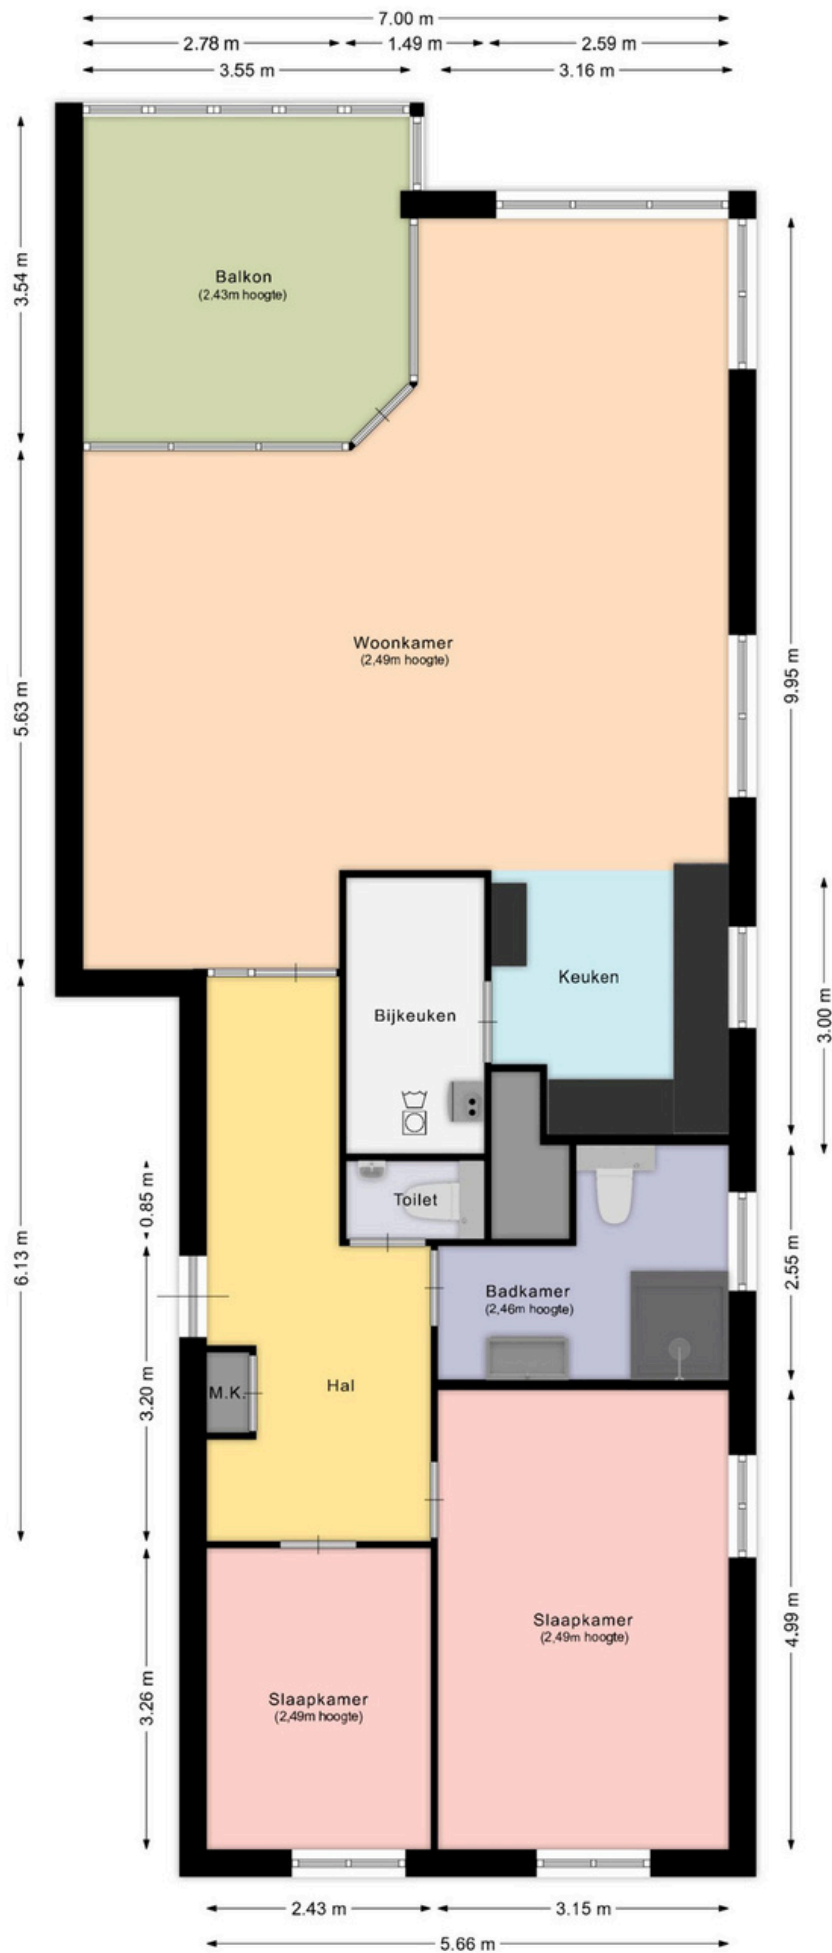 7.00 m
2.78 m
1.49 m
2.59 m
3.55 m
3.16 m
3.54 m
Balkon
(2.43m hoogte)
5.63 m
Woonkamer
(2,49m hoogte)
9.95 m
Keuken
Bijkeuken
3.00 m
0.85 m
Toilet
6.13 m
2.55 m
Badkamer
(2,46m hoogte)
3.20 m
M.K.
Hal
Slaapkamer
(2,49m hoogte)
4.99 m
3.26 m
Slaapkamer
(2,49m hoogte)
2.43 m
3.15 m
5.66 m